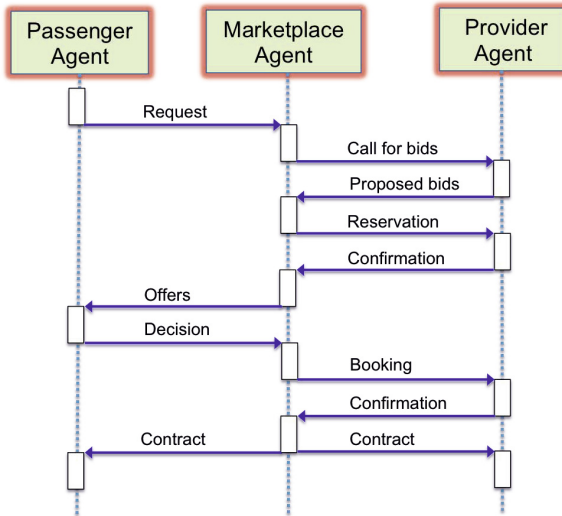 Passenger
Agent
Marketplace
Agent
Provider
Agent
Request
Call for bids
Proposed bids
Reservation
Confirmation
Offers
Decision
Booking
Confirmation
Contract
Contract